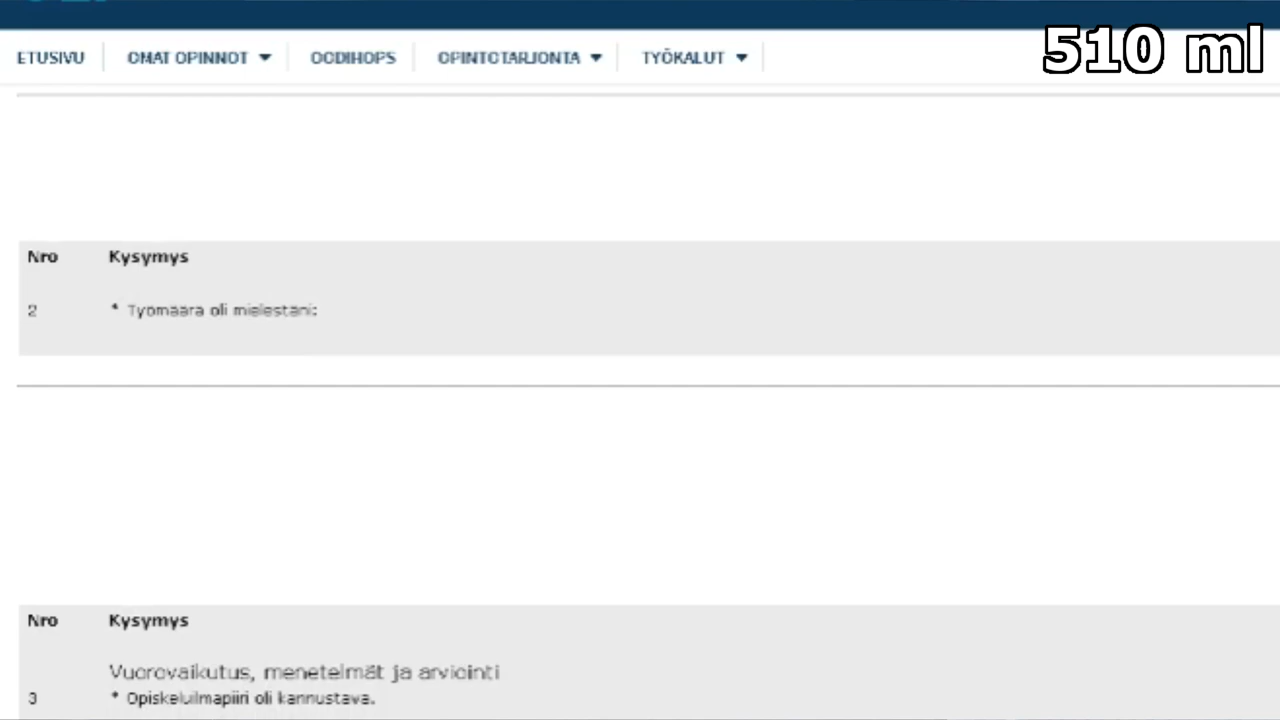 ETUSIVU OMAT OPINNOT OODIHOPS OPINTOTARJONTA TYÖKALUT
510 ml
Nro Kysymys
2 * Työmäärä oli mielestäni:
Nro Kysymys
Vuorovaikutus, menetelmät ja arviointi
3 * Opiskeluilmapiiri oli kannustava.